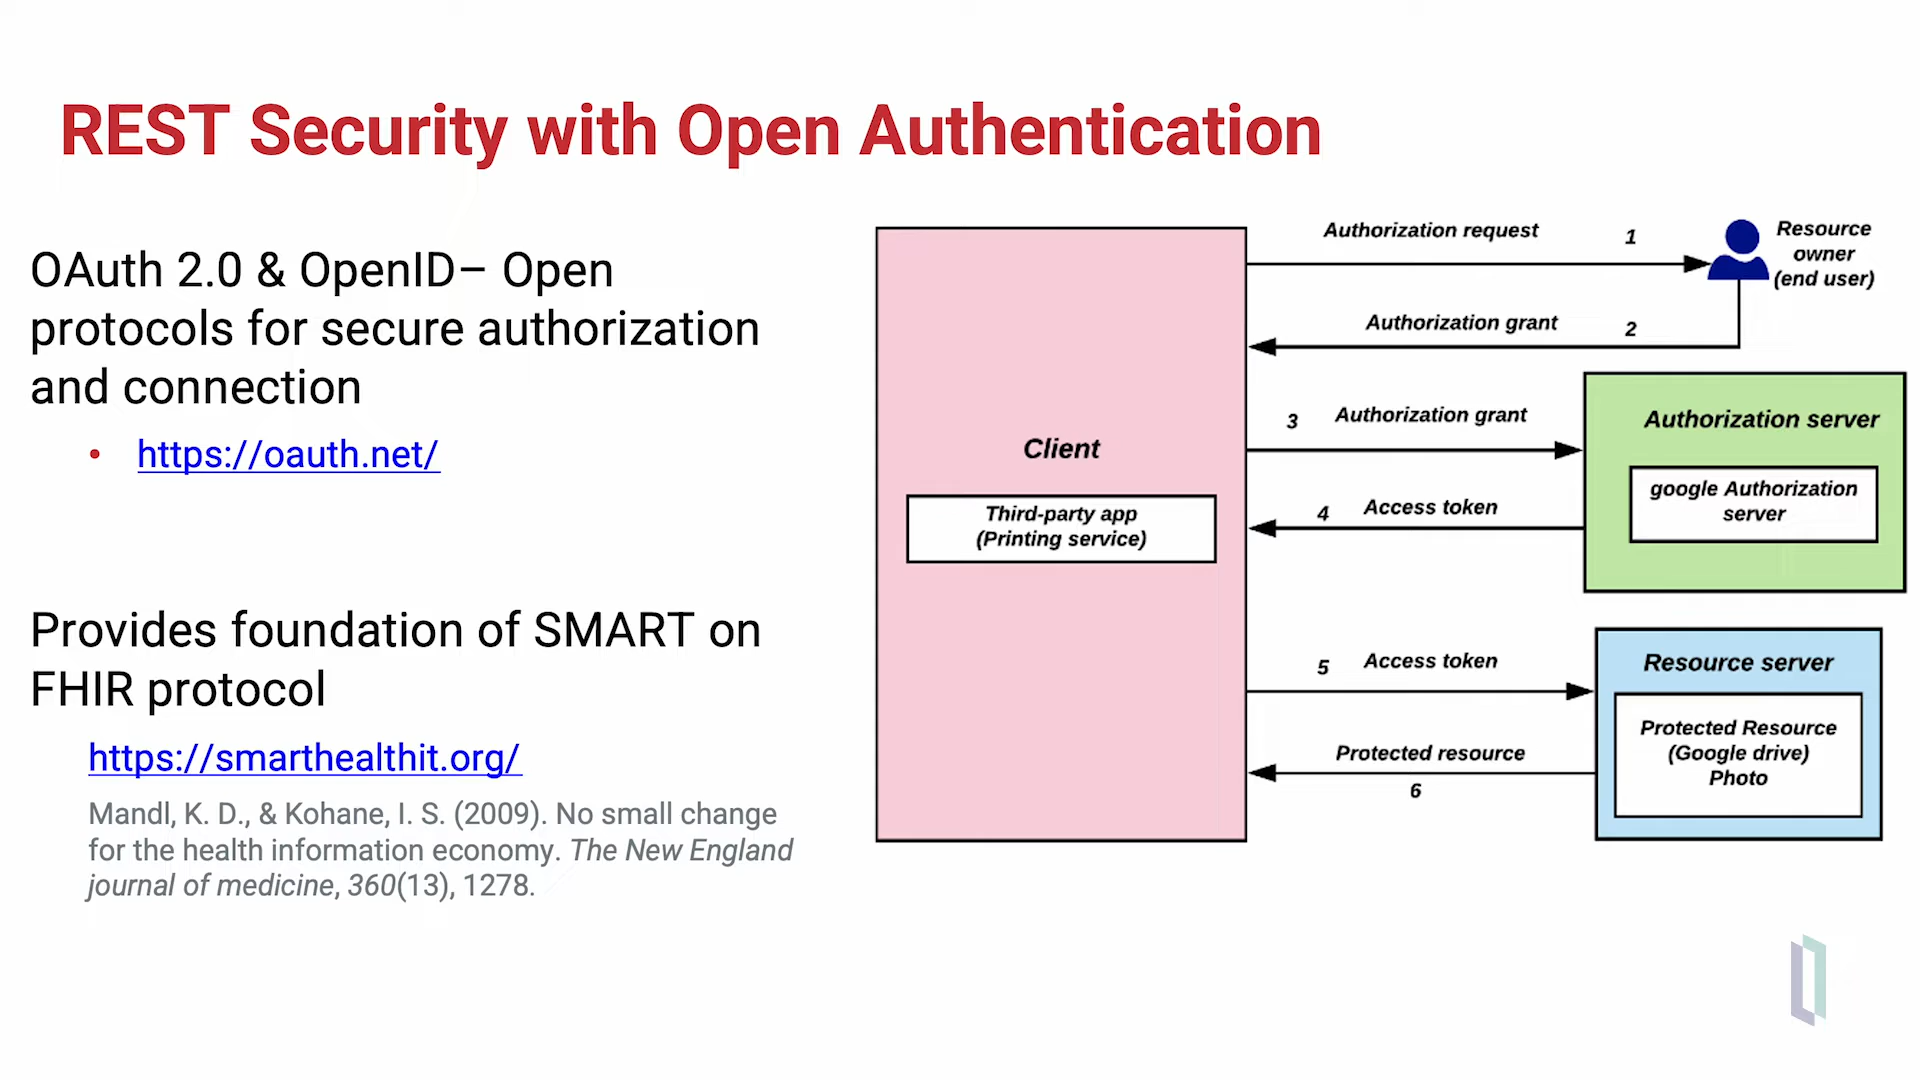 REST Security with Open Authentication
OAuth 2.0 & OpenID– Open
protocols for secure authorization
and connection
• https://oauth.net/
Provides foundation of SMART on
FHIR protocol
https://smarthealthit.org/
Mandl, K. D., & Kohane, I. S. (2009). No small change
for the health information economy. The New England
journal of medicine, 360(13), 1278.
Client
Third-party app
(Printing service)
Authorization request 1
Resource
owner
(end user)
Authorization grant 2
3 Authorization grant
Authorization server
google Authorization
server
4 Access token
5 Access token
Resource server
Protected Resource
(Google drive)
Photo
Protected resource
6